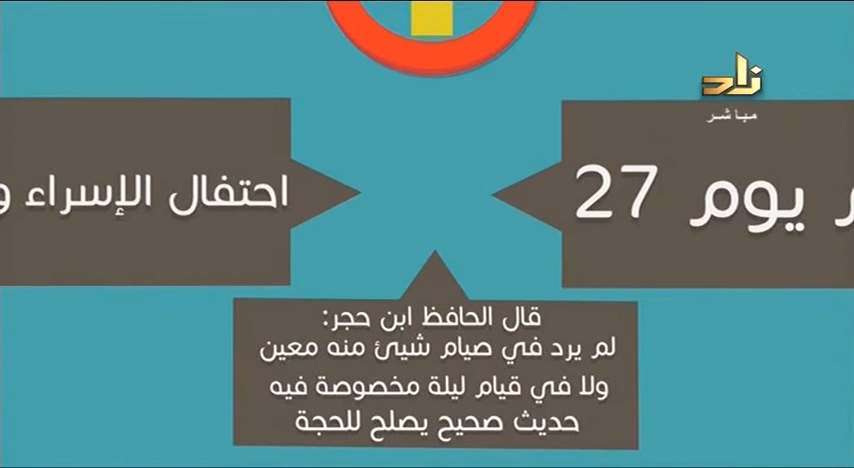 زاد
مباشر
يوم 27
احتفال الإسراء و
قال الحافظ ابن حجر:
لم يرد في صيام شيئ منه معين
ولا في قيام ليلة مخصوصة فيه
حديث صحيح يصلح للحجة